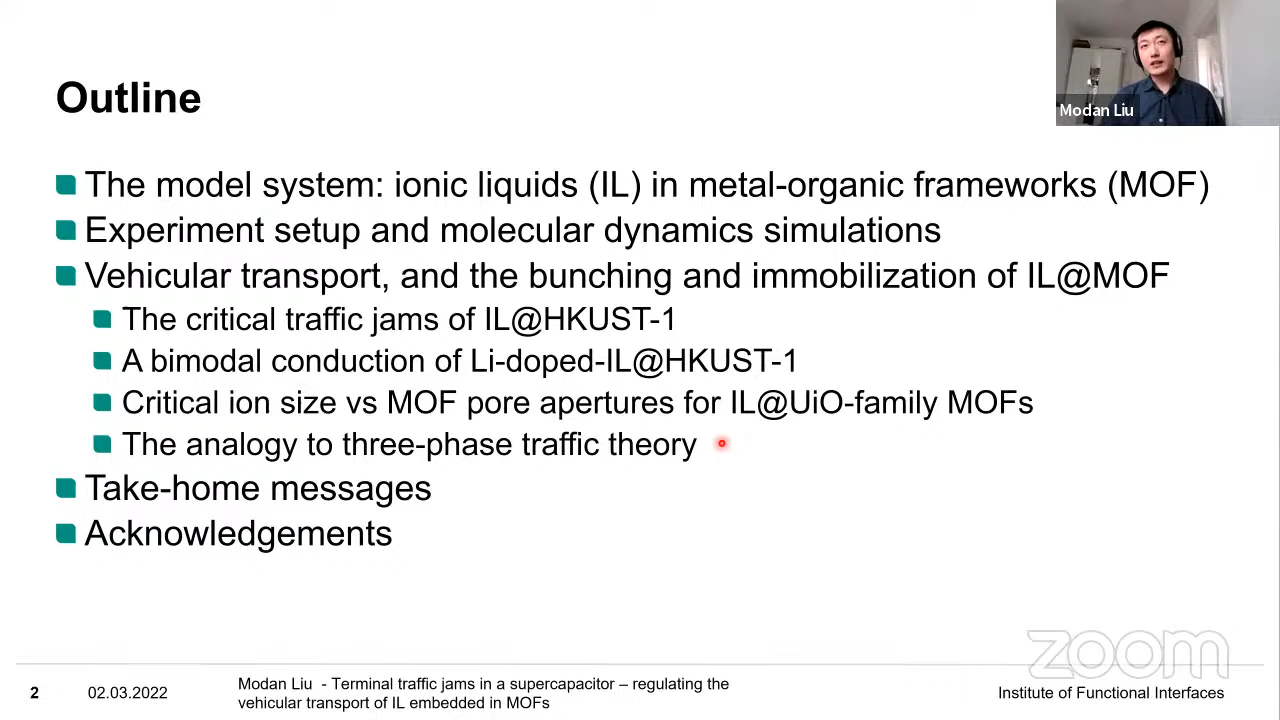 Modan Liu
Outline
The model system: ionic liquids (IL) in metal-organic frameworks (MOF)
Experiment setup and molecular dynamics simulations
Vehicular transport, and the bunching and immobilization of IL@MOF
The critical traffic jams of IL@HKUST-1
A bimodal conduction of Li-doped-IL@HKUST-1
Critical ion size vs MOF pore apertures for IL@UiO-family MOFs
The analogy to three-phase traffic theory
Take-home messages
Acknowledgements
zoom
2
02.03.2022
Modan Liu - Terminal traffic jams in a supercapacitor – regulating the
vehicular transport of IL embedded in MOFs
Institute of Functional Interfaces